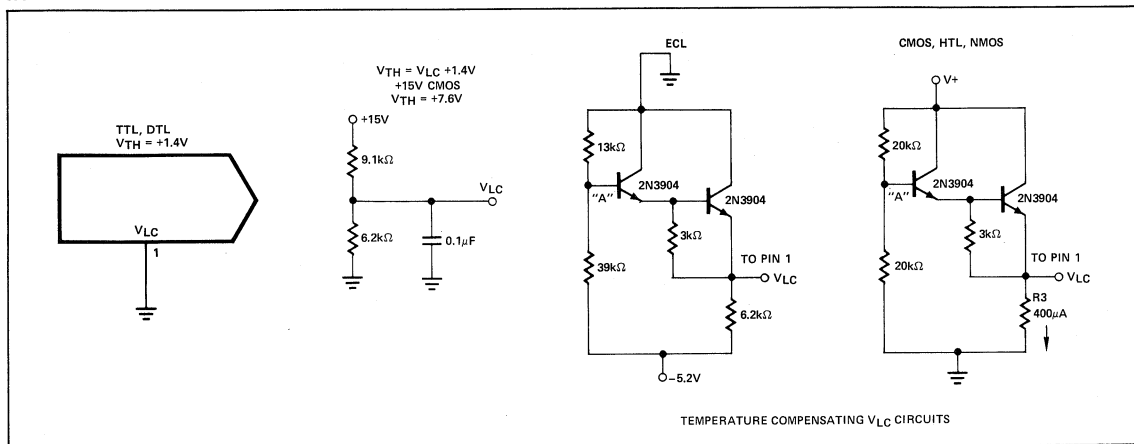 TTL, DTL
VTH = +1.4V
VLC
1
VTH = VLC +1.4V
+15V CMOS
VTH = +7.6V
+15V
9.1kΩ
VLC
6.2kΩ
0.1μF
ECL
13kΩ
2N3904
"A"
2N3904
3kΩ
39kΩ
TO PIN 1
VLC
6.2kΩ
−5.2V
CMOS, HTL, NMOS
V+
20kΩ
2N3904
"A"
2N3904
3kΩ
20kΩ
TO PIN 1
VLC
R3
400μA
TEMPERATURE COMPENSATING VLC CIRCUITS